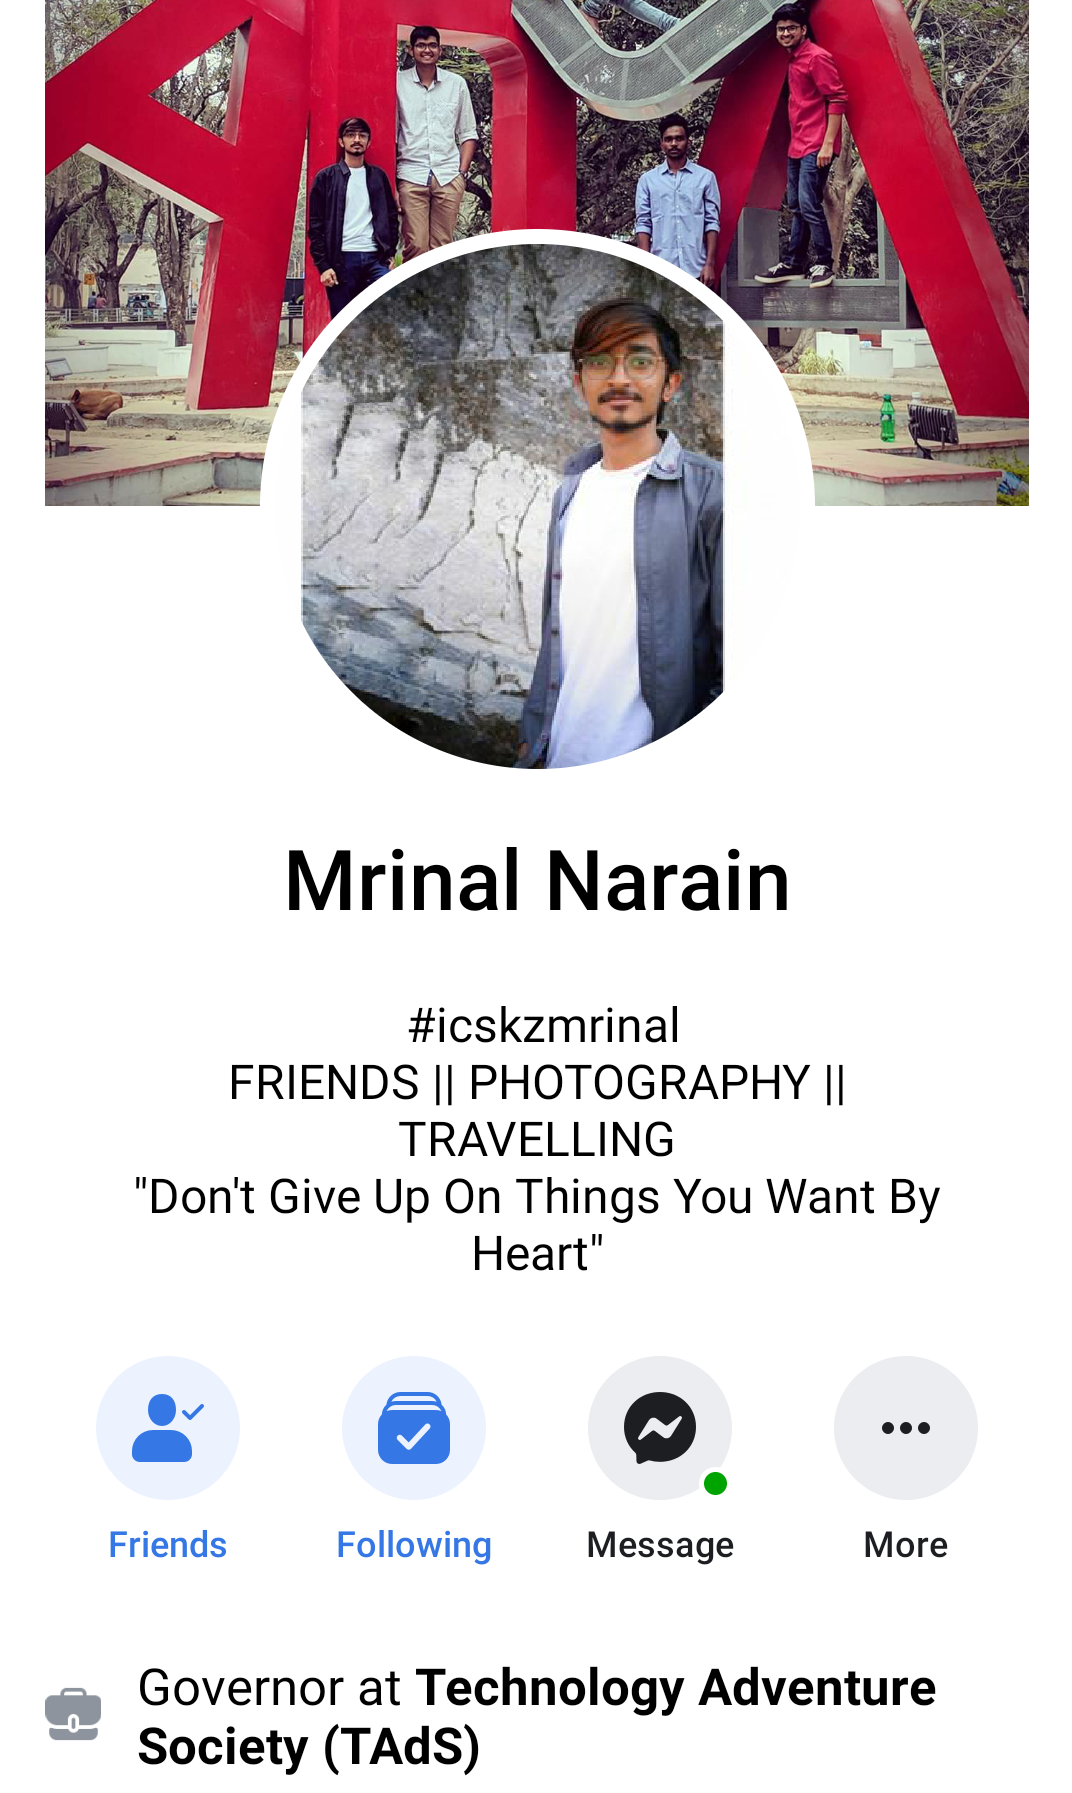 Mrinal Narain
#icskzmrinal
FRIENDS || PHOTOGRAPHY ||
TRAVELLING
"Don't Give Up On Things You Want By
Heart"
Friends
Following
Message
More
Governor at Technology Adventure
Society (TAdS)